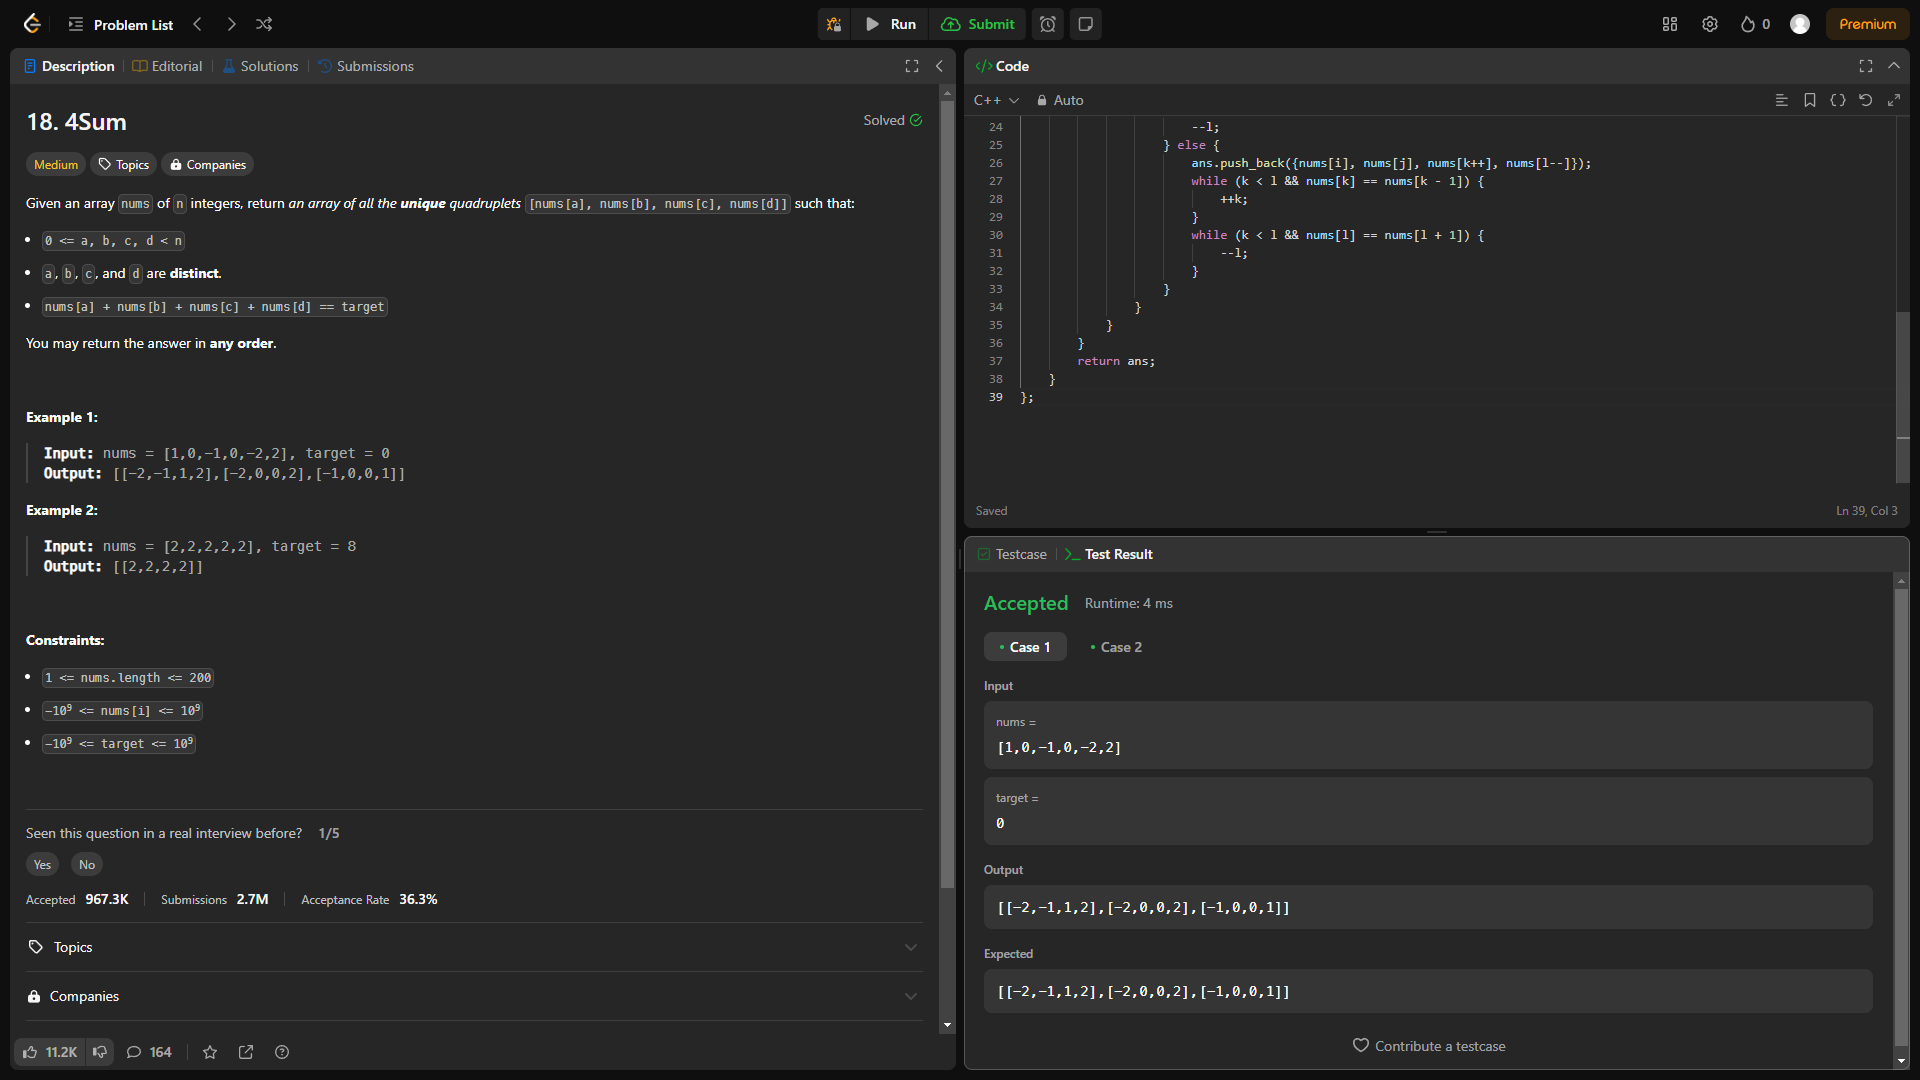 Problem List
Run
Submit
0
Premium
Description
Editorial
Solutions
Submissions
18. 4Sum
Solved
Medium
Topics
Companies
Given an array nums of n integers, return an array of all the unique quadruplets [nums[a], nums[b], nums[c], nums[d]] such that:
• 0 <= a, b, c, d < n
• a, b, c, and d are distinct.
• nums[a] + nums[b] + nums[c] + nums[d] == target
You may return the answer in any order.
Example 1:
Input: nums = [1,0,-1,0,-2,2], target = 0
Output: [[-2,-1,1,2],[-2,0,0,2],[-1,0,0,1]]
Example 2:
Input: nums = [2,2,2,2,2], target = 8
Output: [[2,2,2,2]]
Constraints:
• 1 <= nums.length <= 200
• -10⁹ <= nums[i] <= 10⁹
• -10⁹ <= target <= 10⁹
Seen this question in a real interview before? 1/5
Yes No
Accepted 967.3K Submissions 2.7M Acceptance Rate 36.3%
Topics
Companies
11.2K 164
</> Code
C++ Auto
24 --l;
25 } else {
26 ans.push_back({nums[i], nums[j], nums[k++], nums[l--]});
27 while (k < l && nums[k] == nums[k - 1]) {
28 ++k;
29 }
30 while (k < l && nums[l] == nums[l + 1]) {
31 --l;
32 }
33 }
34 }
35 }
36 }
37 return ans;
38 }
39 };
Saved
Ln 39, Col 3
Testcase
>_ Test Result
Accepted Runtime: 4 ms
• Case 1 • Case 2
Input
nums =
[1,0,-1,0,-2,2]
target =
0
Output
[[-2,-1,1,2],[-2,0,0,2],[-1,0,0,1]]
Expected
[[-2,-1,1,2],[-2,0,0,2],[-1,0,0,1]]
Contribute a testcase